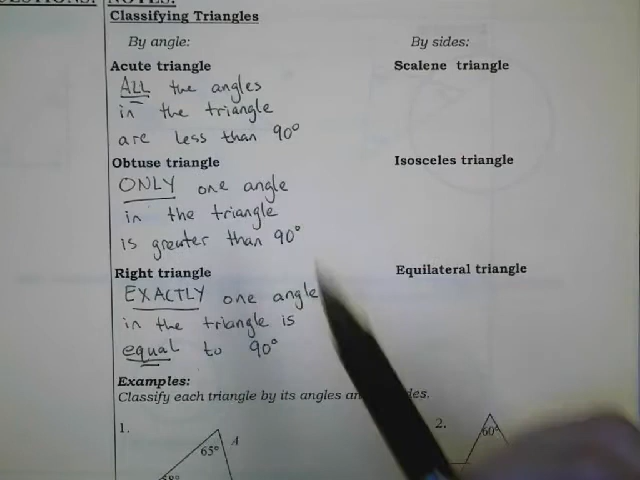 NOTES:
Classifying Triangles
By angle:
By sides:
Acute triangle
ALL the angles
in the triangle
are less than 90°
Scalene triangle
Obtuse triangle
ONLY one angle
in the triangle
is greater than 90°
Isosceles triangle
Right triangle
EXACTLY one angle
in the triangle is
equal to 90°
Equilateral triangle
Examples:
Classify each triangle by its angles
1.
65°
A
2.
60°